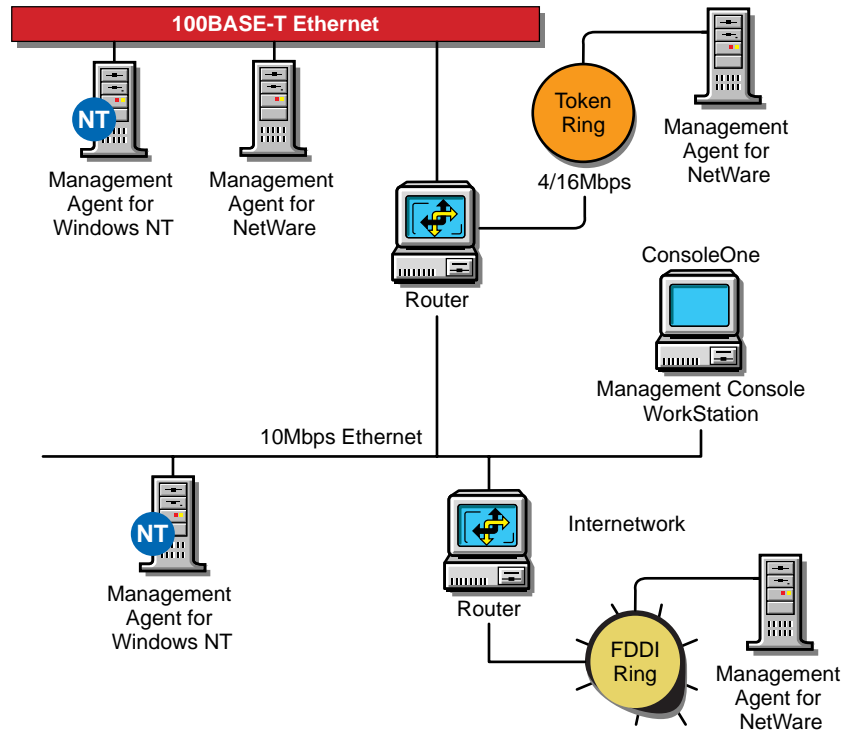 100BASE-T Ethernet
NT
Management
Agent for
Windows NT
Management
Agent for
NetWare
Token
Ring
4/16Mbps
Management
Agent for
NetWare
Router
ConsoleOne
Management Console
WorkStation
10Mbps Ethernet
NT
Management
Agent for
Windows NT
Router
Internetwork
FDDI
Ring
Management
Agent for
NetWare